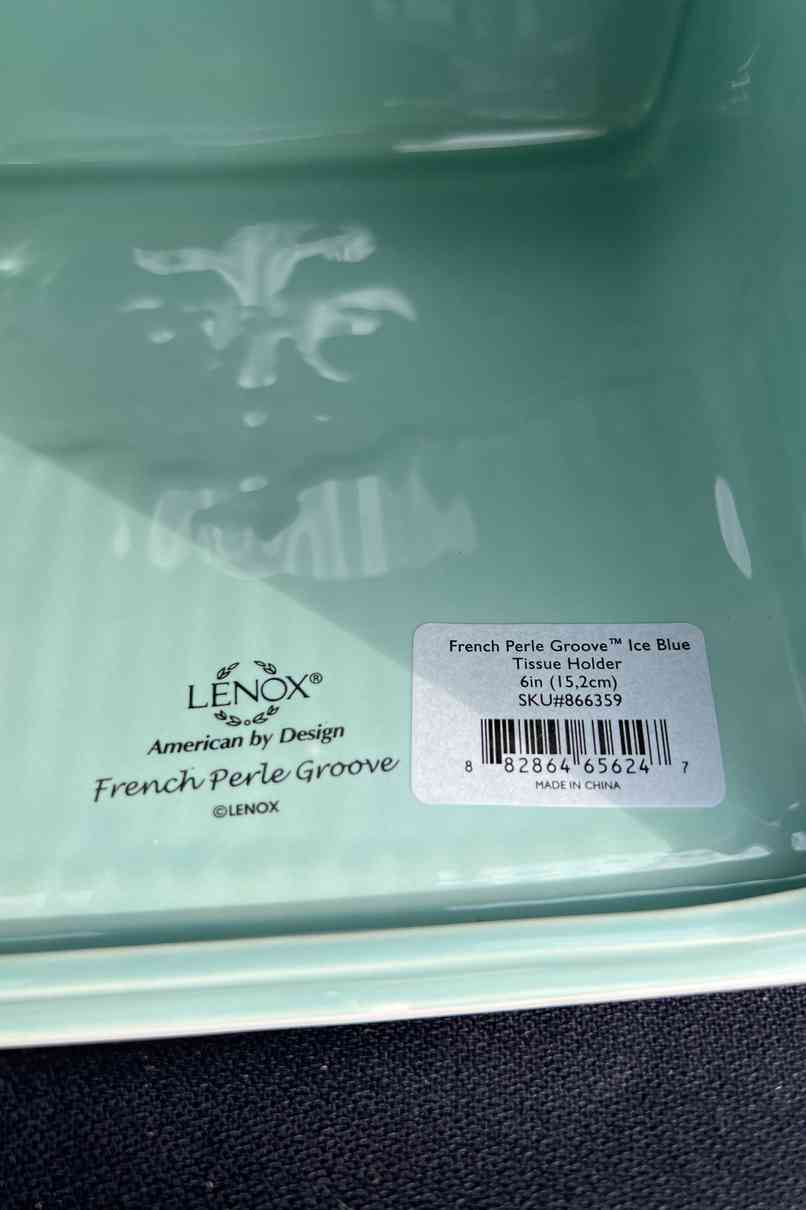 LENOX®
American by Design
French Perle Groove
©LENOX
French Perle Groove™ Ice Blue
Tissue Holder
6in (15,2cm)
SKU#866359
8 82864 65624 7
MADE IN CHINA